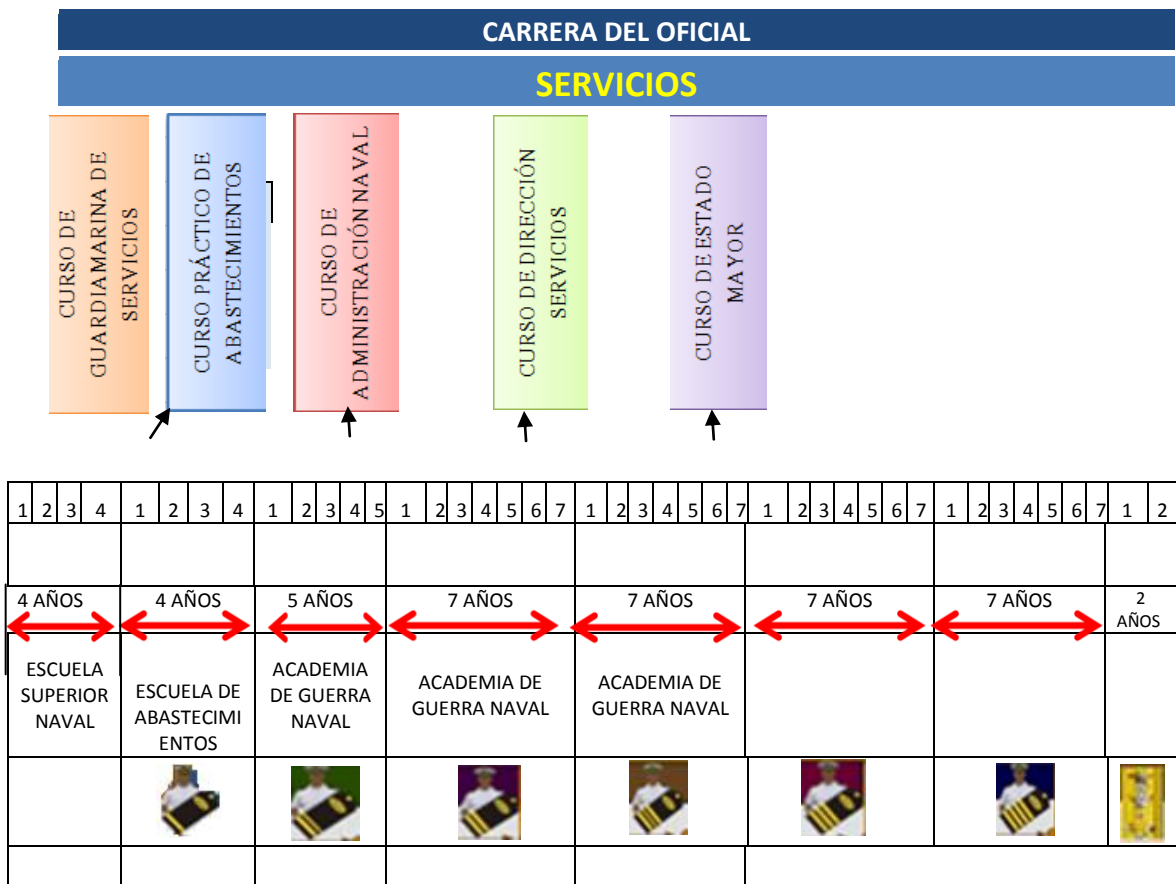 CARRERA DEL OFICIAL
SERVICIOS
CURSO DE
GUARDIAMARINA DE
SERVICIOS
CURSO PRÁCTICO DE
ABASTECIMIENTOS
CURSO DE
ADMINISTRACIÓN NAVAL
CURSO DE DIRECCIÓN
SERVICIOS
CURSO DE ESTADO
MAYOR
1 2 3 4 1 2 3 4 1 2 3 4 5 1 2 3 4 5 6 7 1 2 3 4 5 6 7 1 2 3 4 5 6 7 1 2 3 4 5 6 7 1 2
4 AÑOS 4 AÑOS 5 AÑOS 7 AÑOS 7 AÑOS 7 AÑOS 7 AÑOS 2
AÑOS
ESCUELA
SUPERIOR
NAVAL
ESCUELA DE
ABASTECIMI
ENTOS
ACADEMIA
DE GUERRA
NAVAL
ACADEMIA DE
GUERRA NAVAL
ACADEMIA DE
GUERRA NAVAL